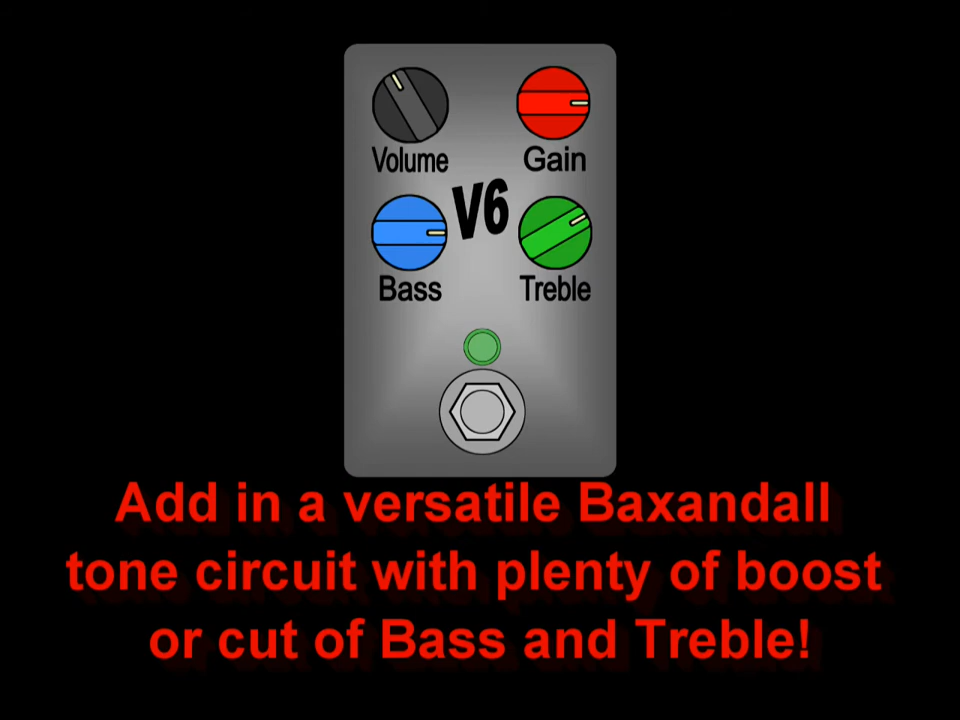 Volume Gain
V6
Bass Treble
Add in a versatile Baxandall
tone circuit with plenty of boost
or cut of Bass and Treble!